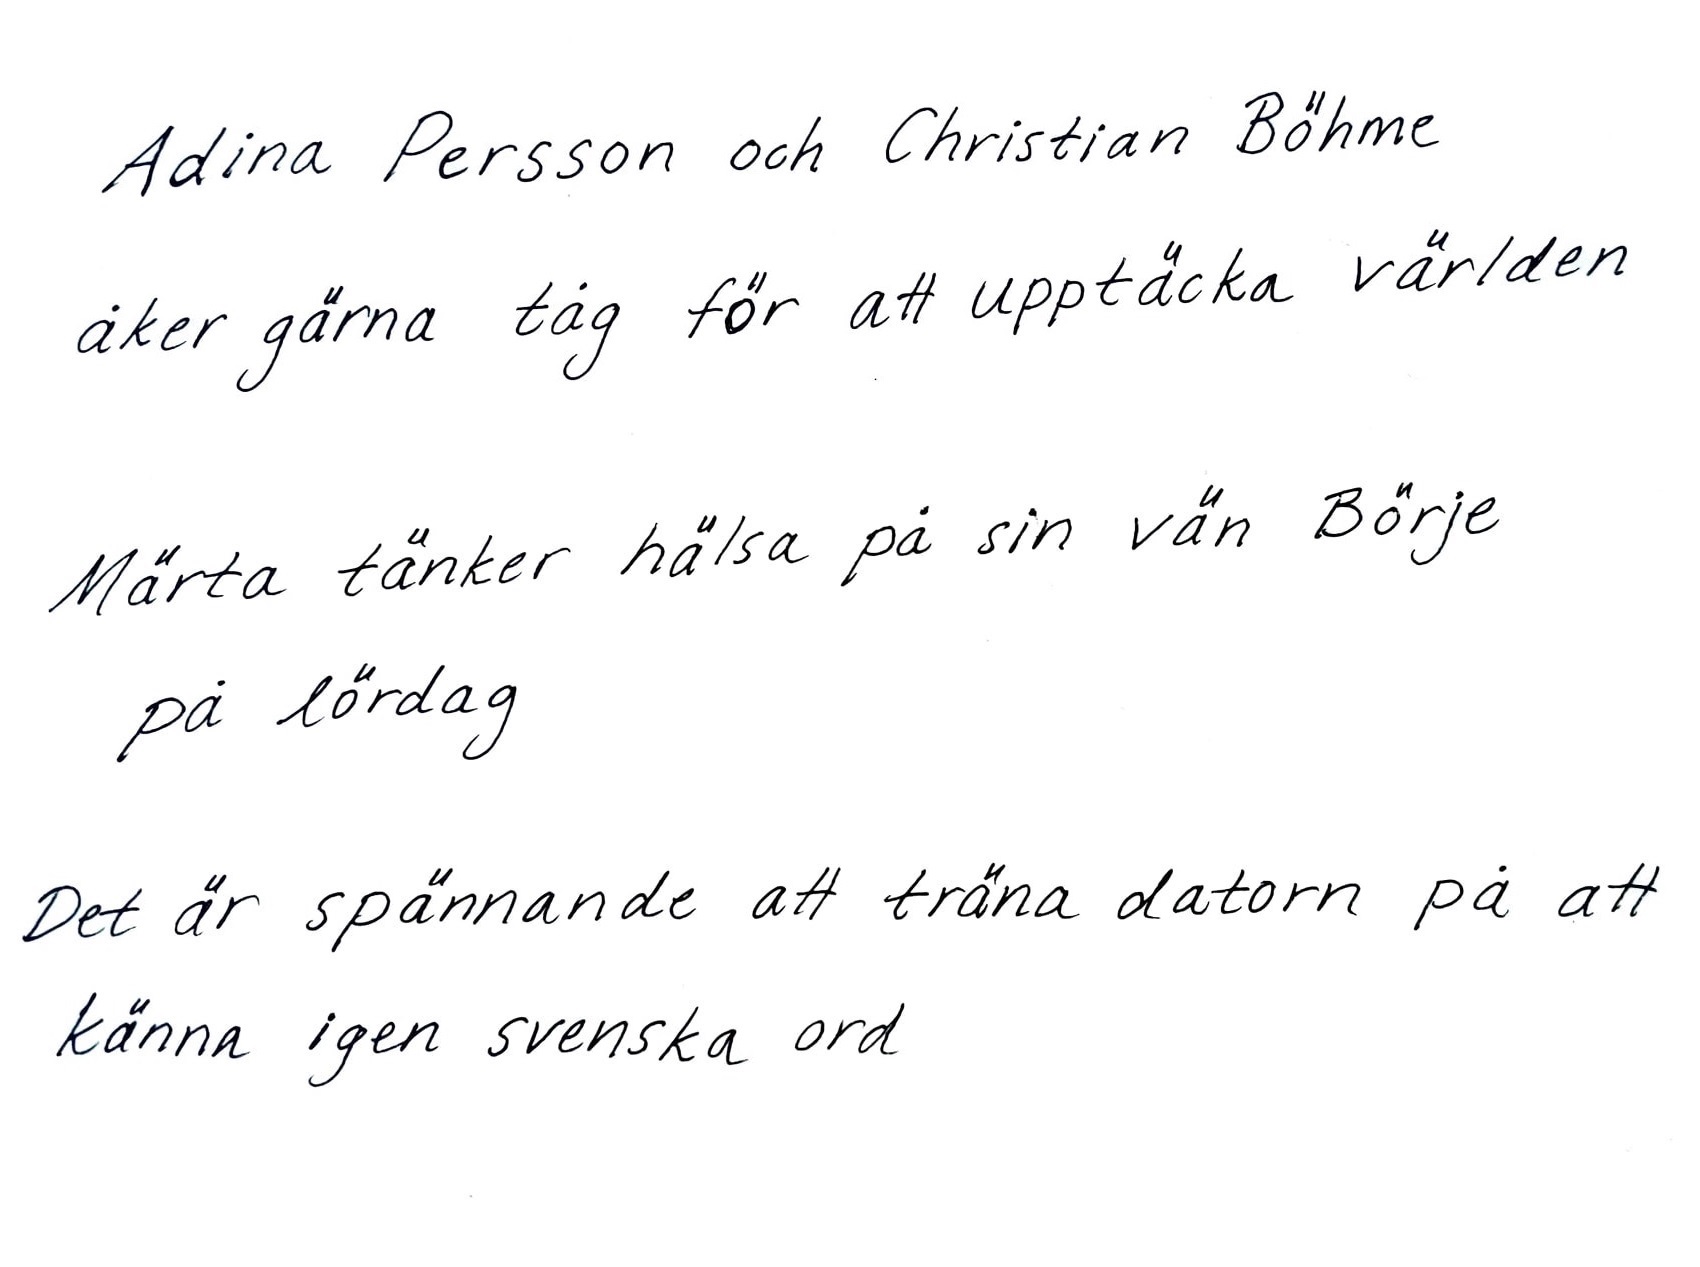 Adina Persson och Christian Böhme
åker gärna tåg för att upptäcka världen
Märta tänker hälsa på sin vän Börje
på lördag
Det är spännande att träna datorn på att
känna igen svenska ord